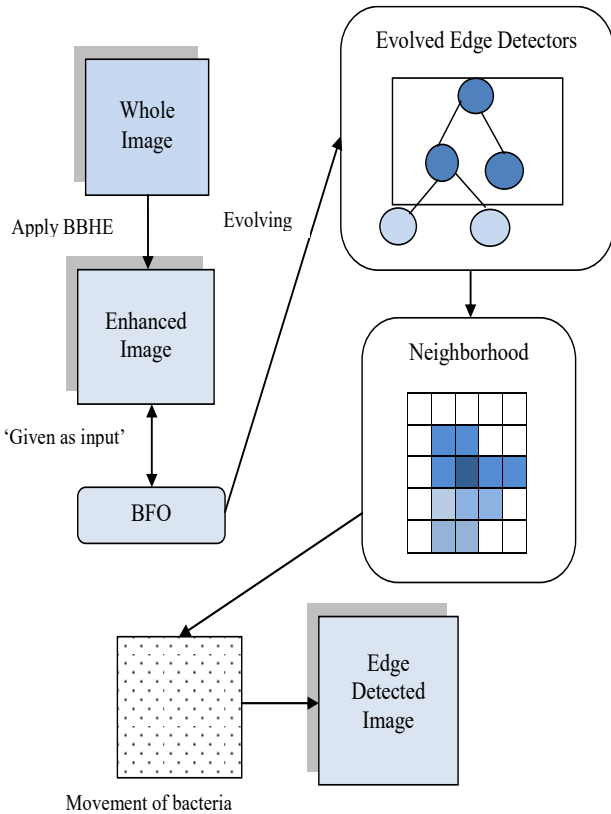 Whole
Image
Apply BBHE
Enhanced
Image
‘Given as input’
BFO
Evolving
Evolved Edge Detectors
Neighborhood
Movement of bacteria
Edge
Detected
Image